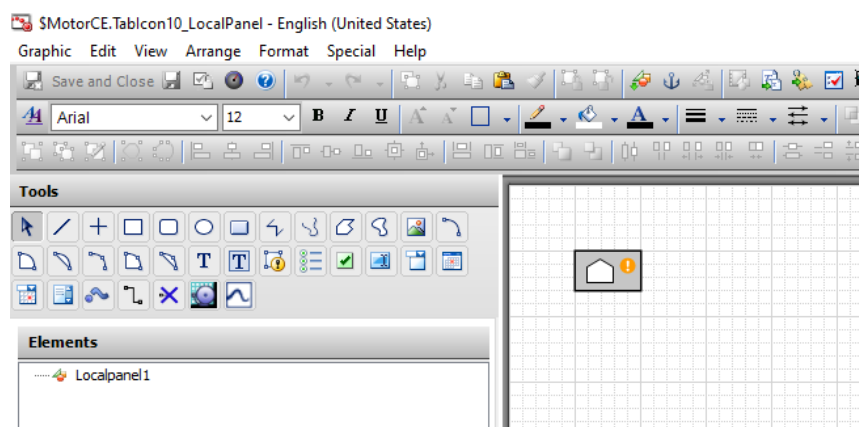 $MotorCE.TabIcon10_LocalPanel - English (United States)
Graphic Edit View Arrange Format Special Help
Save and Close
Arial 12 B I U A A A
Tools
T T
Elements
Localpanel1